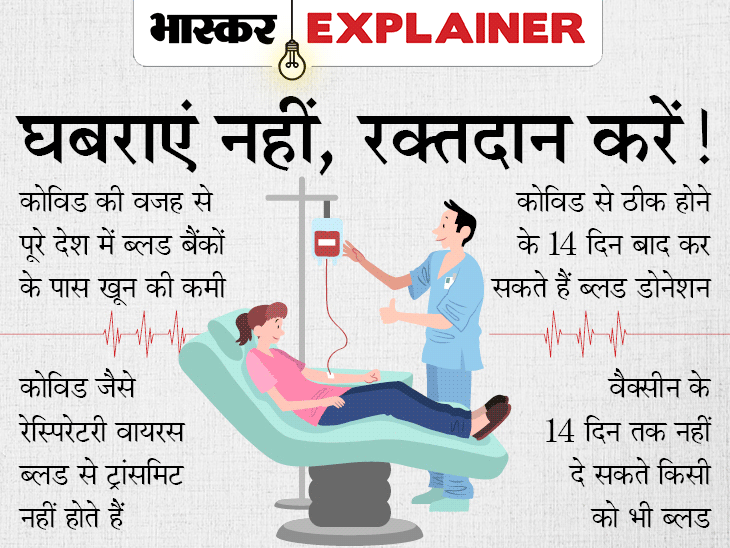 भास्कर EXPLAINER
घबराएं नहीं, रक्तदान करें!
कोविड की वजह से
पूरे देश में ब्लड बैंकों
के पास खून की कमी
कोविड से ठीक होने
के 14 दिन बाद कर
सकते हैं ब्लड डोनेशन
कोविड जैसे
रेस्पिरेटरी वायरस
ब्लड से ट्रांसमिट
नहीं होते हैं
वैक्सीन के
14 दिन तक नहीं
दे सकते किसी
को भी ब्लड